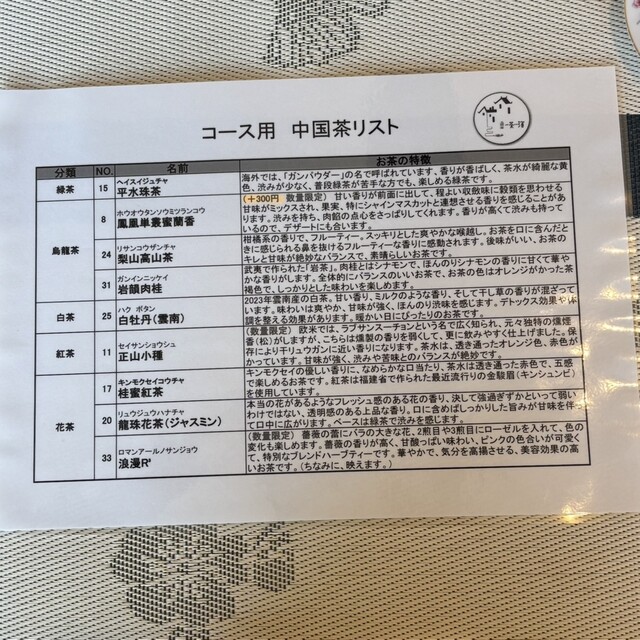 コース用 中国茶リスト
分類 NO. 名前 お茶の特徴
緑茶 15 ヘイスイジュチャ
平水珠茶
海外では、「ガンパウダー」の名で呼ばれています、香りが香ばしく、茶水が綺麗な黄
色、渋みが少なく、普段緑茶が苦手な方でも、楽しめる緑茶です。
烏龍茶
8 ホウオウタンソウミツランコウ
鳳凰単叢蜜蘭香
(+300円 数量限定) 甘い香りが前面に出して、程よい収斂味に穀類を思わせる
甘味がミックスされ、果実、特にシャインマスカットと連想させる香りを感じることがあり
ます。渋みを持ち、肉餡の点心をさっぱりしてくれます。香りが高くて渋みも持って
いるので、デザートにも合います。
24 リサンコウザンチャ
梨山高山茶
柑橘系の香りで、フルーティー。スッキリとした爽やかな喉越し。お茶を口に含んだと
きに感じられる鼻を抜けるフルーティーな香りに感動されます。後味がいい、お茶の
キレと甘味が絶妙なバランスで、素晴らしいお茶です。
31 ガンインニッケイ
岩韻肉桂
武夷で作られた「岩茶」。肉桂とはシナモンで、ほんのりシナモンの香りに甘くて華や
かな香りがします。全体的にバランスのいいお茶で、お茶の色はオレンジがかった茶
褐色で、しっかりとした味わいを楽しめます。
白茶 25 ハク ボタン
白牡丹(雲南)
2023年雲南産の白茶。甘い香り、ミルクのような香り、そして干し草の香りが混ざって
います。味わいは、爽やかで、甘味が強く、ほんのり渋味を感じます。デトックス効果や体
調を整える効果があります。暖かい日にぴったりのお茶です。
紅茶 11 セイサンショウシュ
正山小種
(数量限定) 欧米では、ラプサンスーチョンという名で広く知られ、元々独特の燻煙
香(松)がしますが、こちらは燻製の香りを弱くして、更に飲みやすく仕上げました。保
存により干リュウガンに近い香りになります。茶水は、透き通ったオレンジ色、赤色が
かっています。甘味が強く、渋みや苦味とのバランスが絶妙です。
花茶
17 キンモクセイコウチャ
桂蜜紅茶
キンモクセイの優しい香りに、なめらかな口当たり、茶水は透き通った赤色で、五感
で楽しめるお茶です。紅茶は福建省で作られた最近流行りの金駿眉(キンシュンビ)
を使用しています。
20 リュウジュウハナチャ
龍珠花茶(ジャスミン)
本当の花があるようなフレッシュ感のある花の香り、決して強過ぎずかといって弱
いわけではない、透明感のある上品な香り。口に含めばしっかりした旨みが甘味を伴
って口中に広がります。ベースは緑茶で渋みを感じます。
33 ロマンアールノサンジョウ
浪漫R³
(数量限定) 薔薇の蕾にバラの大きな花、2煎目や3煎目にローゼルを入れて、色の
変化も楽しめます。薔薇の香りが高く、甘酸っぱい味わい、ピンクの色合いが可愛く
て、特別なブレンドハーブティーです。華やかで、気分を高揚させる、美容効果の高
いお茶です。(ちなみに、映えます。)